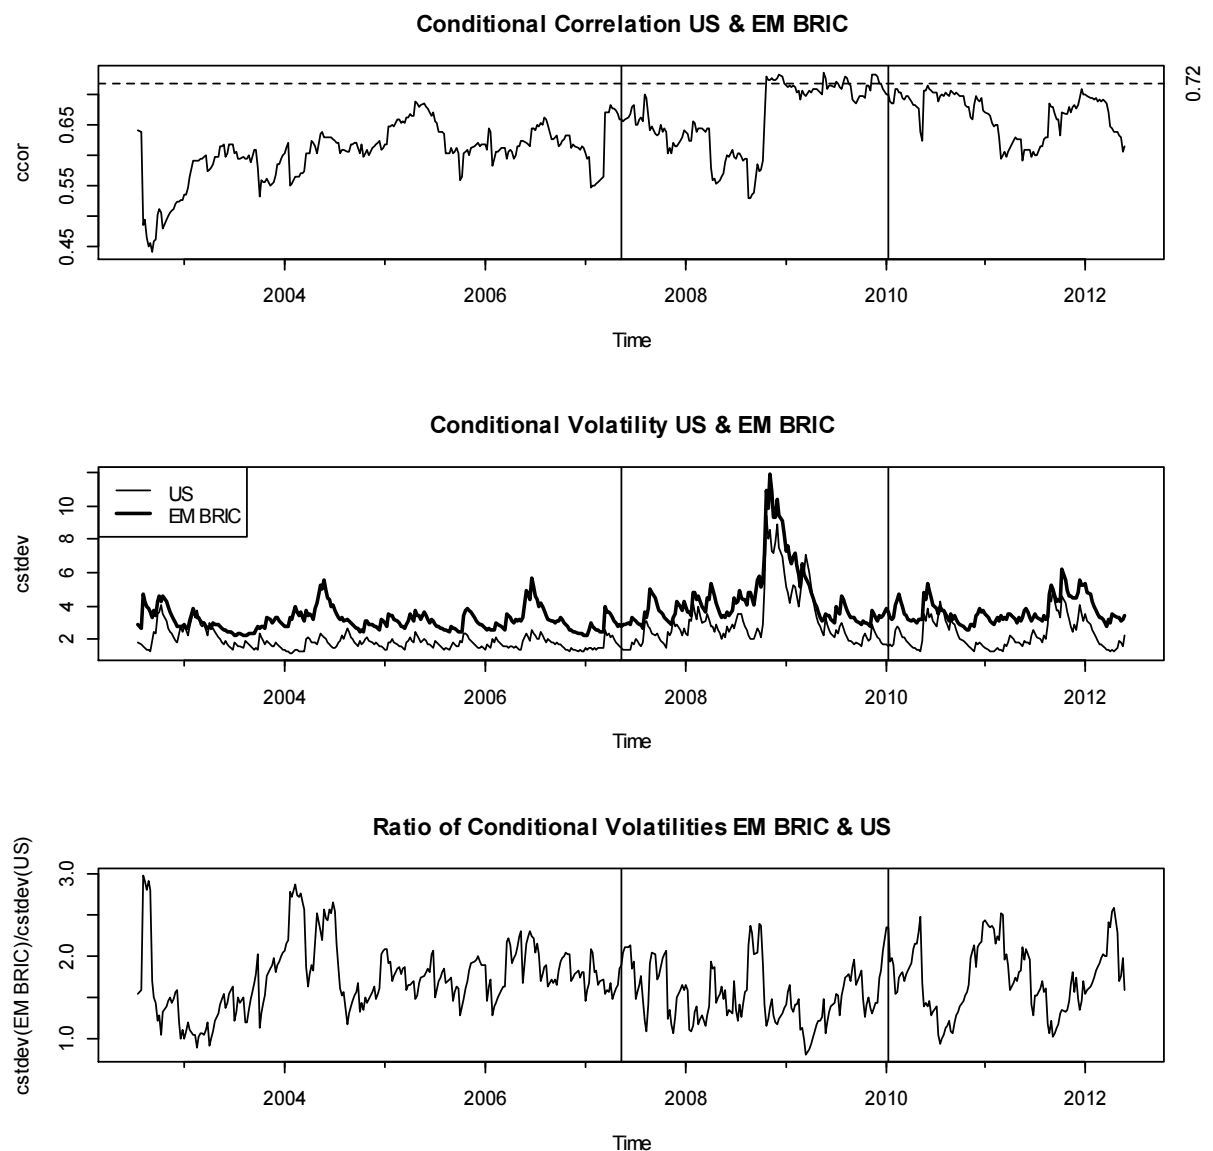 Conditional Correlation US & EM BRIC
ccor
0.45 0.55 0.65
0.72
2004 2006 2008 2010 2012
Time
Conditional Volatility US & EM BRIC
US
EM BRIC
cstdev
2 4 6 8 10
2004 2006 2008 2010 2012
Time
Ratio of Conditional Volatilities EM BRIC & US
cstdev(EM BRIC)/cstdev(US)
1.0 2.0 3.0
2004 2006 2008 2010 2012
Time